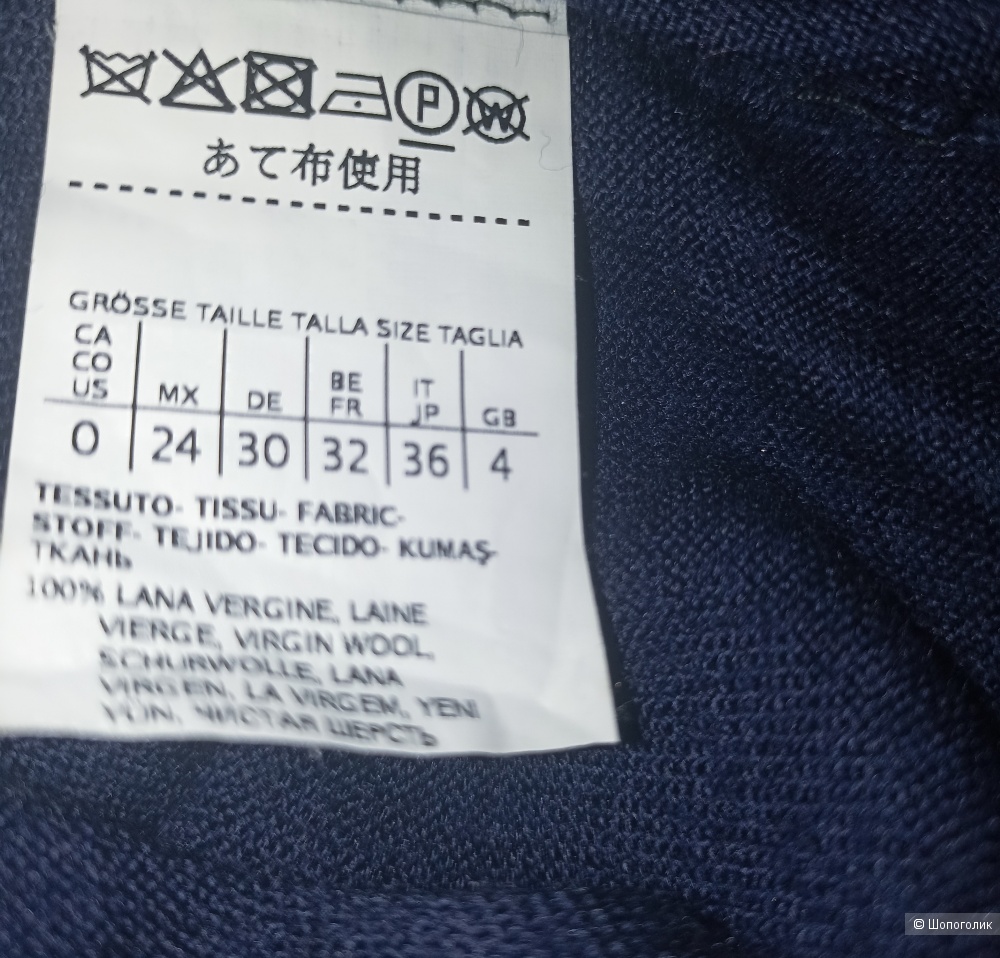 P W
あて布使用
GRÖSSE TAILLE TALLA SIZE TAGLIA
CA CO US MX DE BE FR IT JP GB
0 24 30 32 36 4
TESSUTO- TISSU- FABRIC-
STOFF- TEJIDO- TECIDO- KUMAŞ-
ТКАНЬ
100% LANA VERGINE, LAINE
VIERGE, VIRGIN WOOL,
SCHURWOLLE, LANA
VIRGEN, LA VIRGEM, YENI
YÜN, ЧИСТАЯ ШЕРСТЬ
© Шопоголик